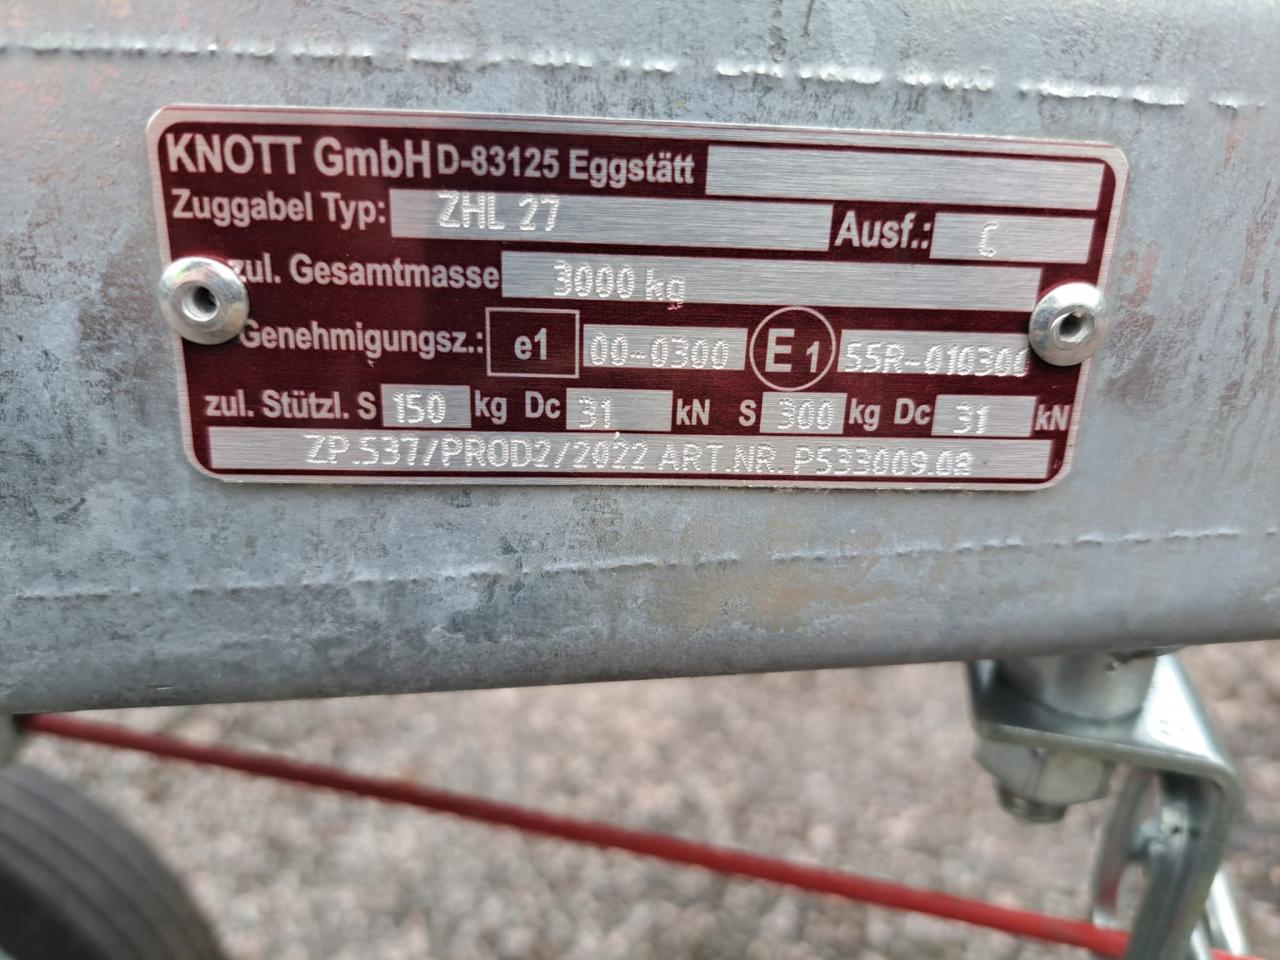 KNOTT GmbH D-83125 Eggstätt
Zuggabel Typ: ZHL 27 Ausf.: C
zul. Gesamtmasse 3000 kg
Genehmigungsz.: e1 00-0300 E1 55R-010300
zul. Stützl. S 150 kg Dc 31 kN S 300 kg Dc 31 kN
ZP.537/PROD2/2022 ART.NR. P533009.08